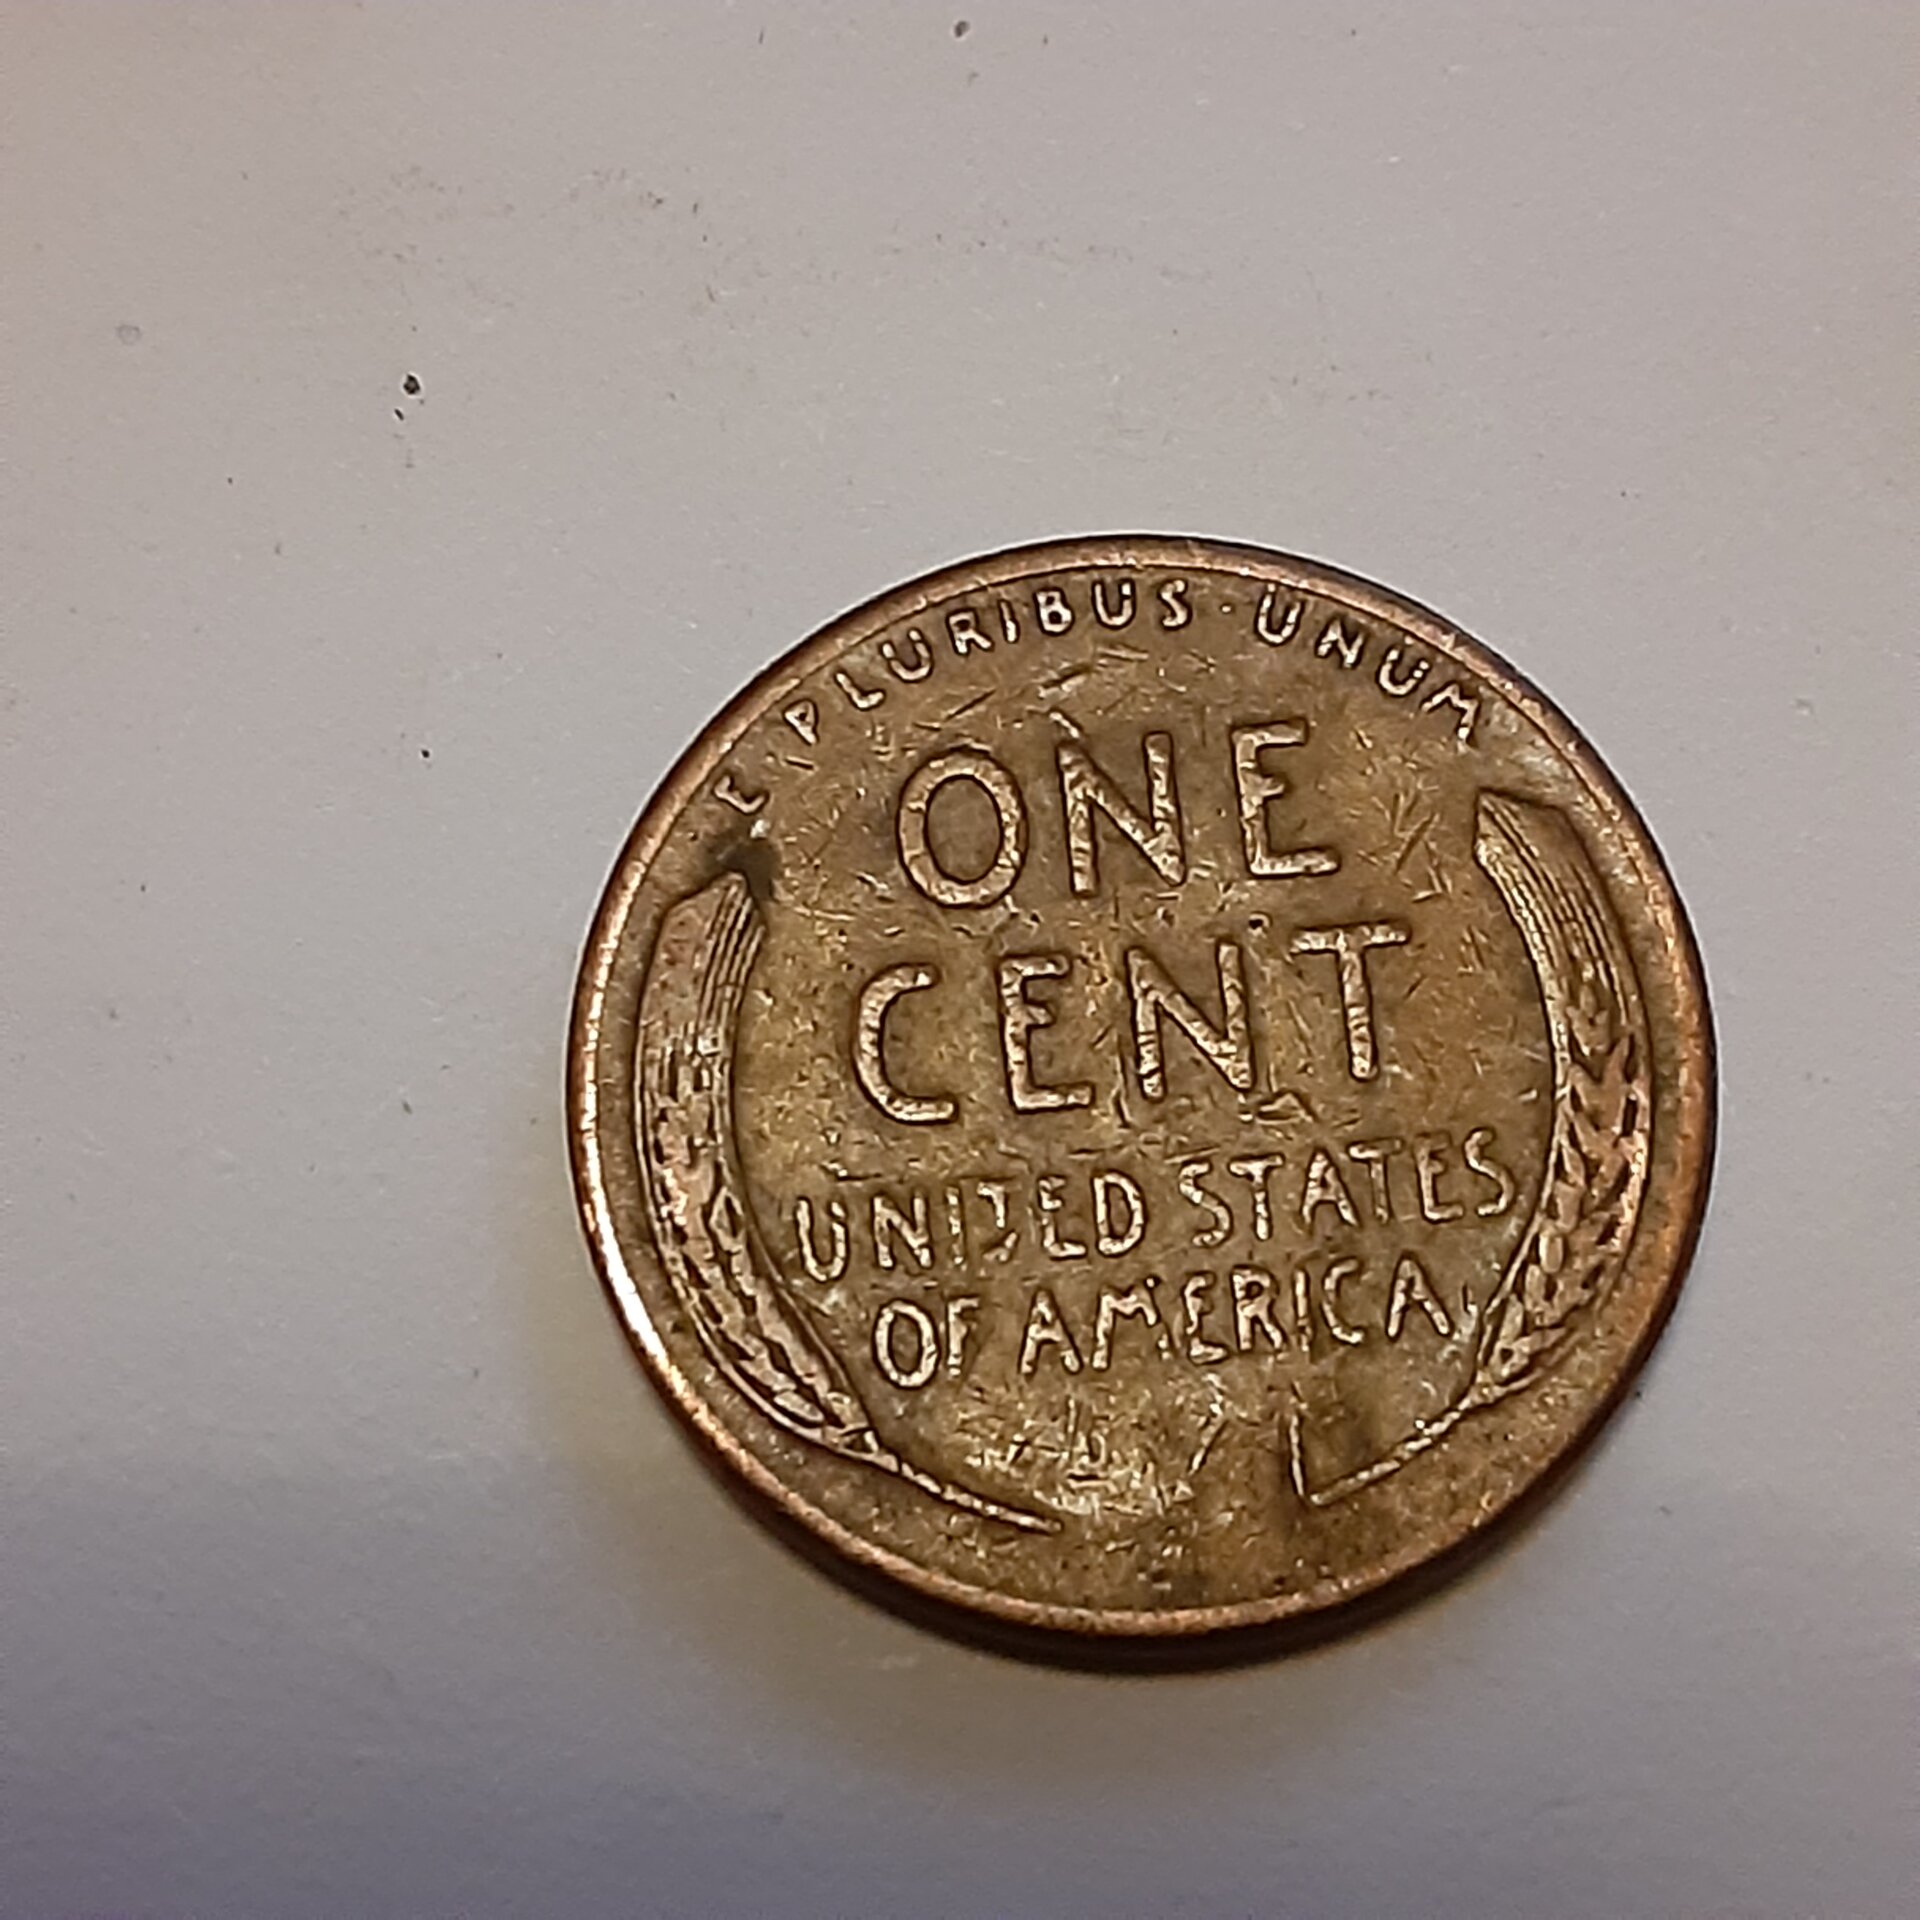 E PLURIBUS · UNUM
ONE
CENT
UNITED STATES
OF AMERICA